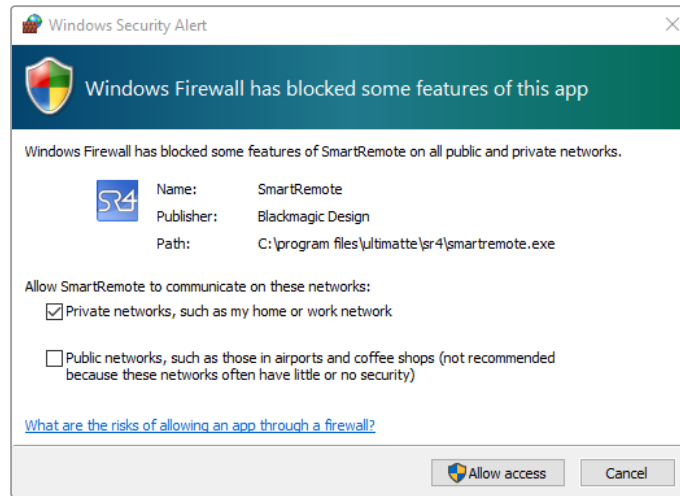 Windows Security Alert
Windows Firewall has blocked some features of this app
Windows Firewall has blocked some features of SmartRemote on all public and private networks.
SR4
Name: SmartRemote
Publisher: Blackmagic Design
Path: C:\program files\ultimatte\sr4\smartremote.exe
Allow SmartRemote to communicate on these networks:
Private networks, such as my home or work network
Public networks, such as those in airports and coffee shops (not recommended
because these networks often have little or no security)
What are the risks of allowing an app through a firewall?
Allow access Cancel